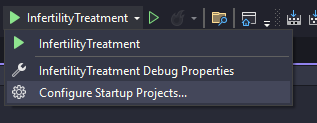 InfertilityTreatment
InfertilityTreatment
InfertilityTreatment Debug Properties
Configure Startup Projects...